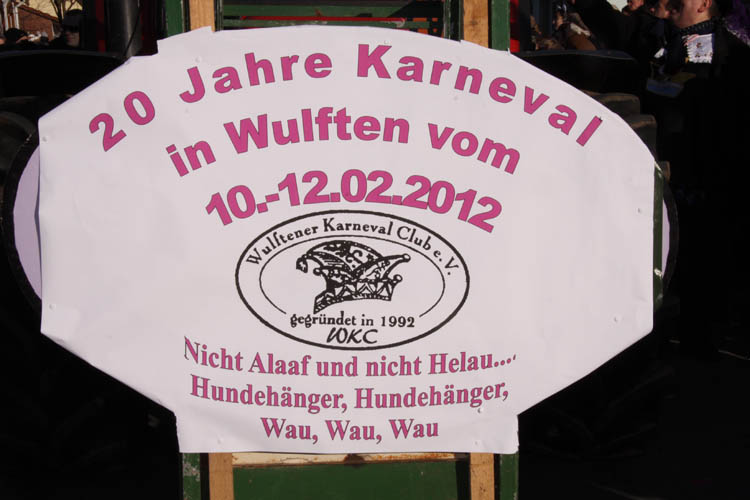 20 Jahre Karneval
in Wulften vom
10.-12.02.2012
Wulftener Karneval Club e.V.
gegründet in 1992
WKC
Nicht Alaaf und nicht Helau....
Hundehänger, Hundehänger,
Wau, Wau, Wau